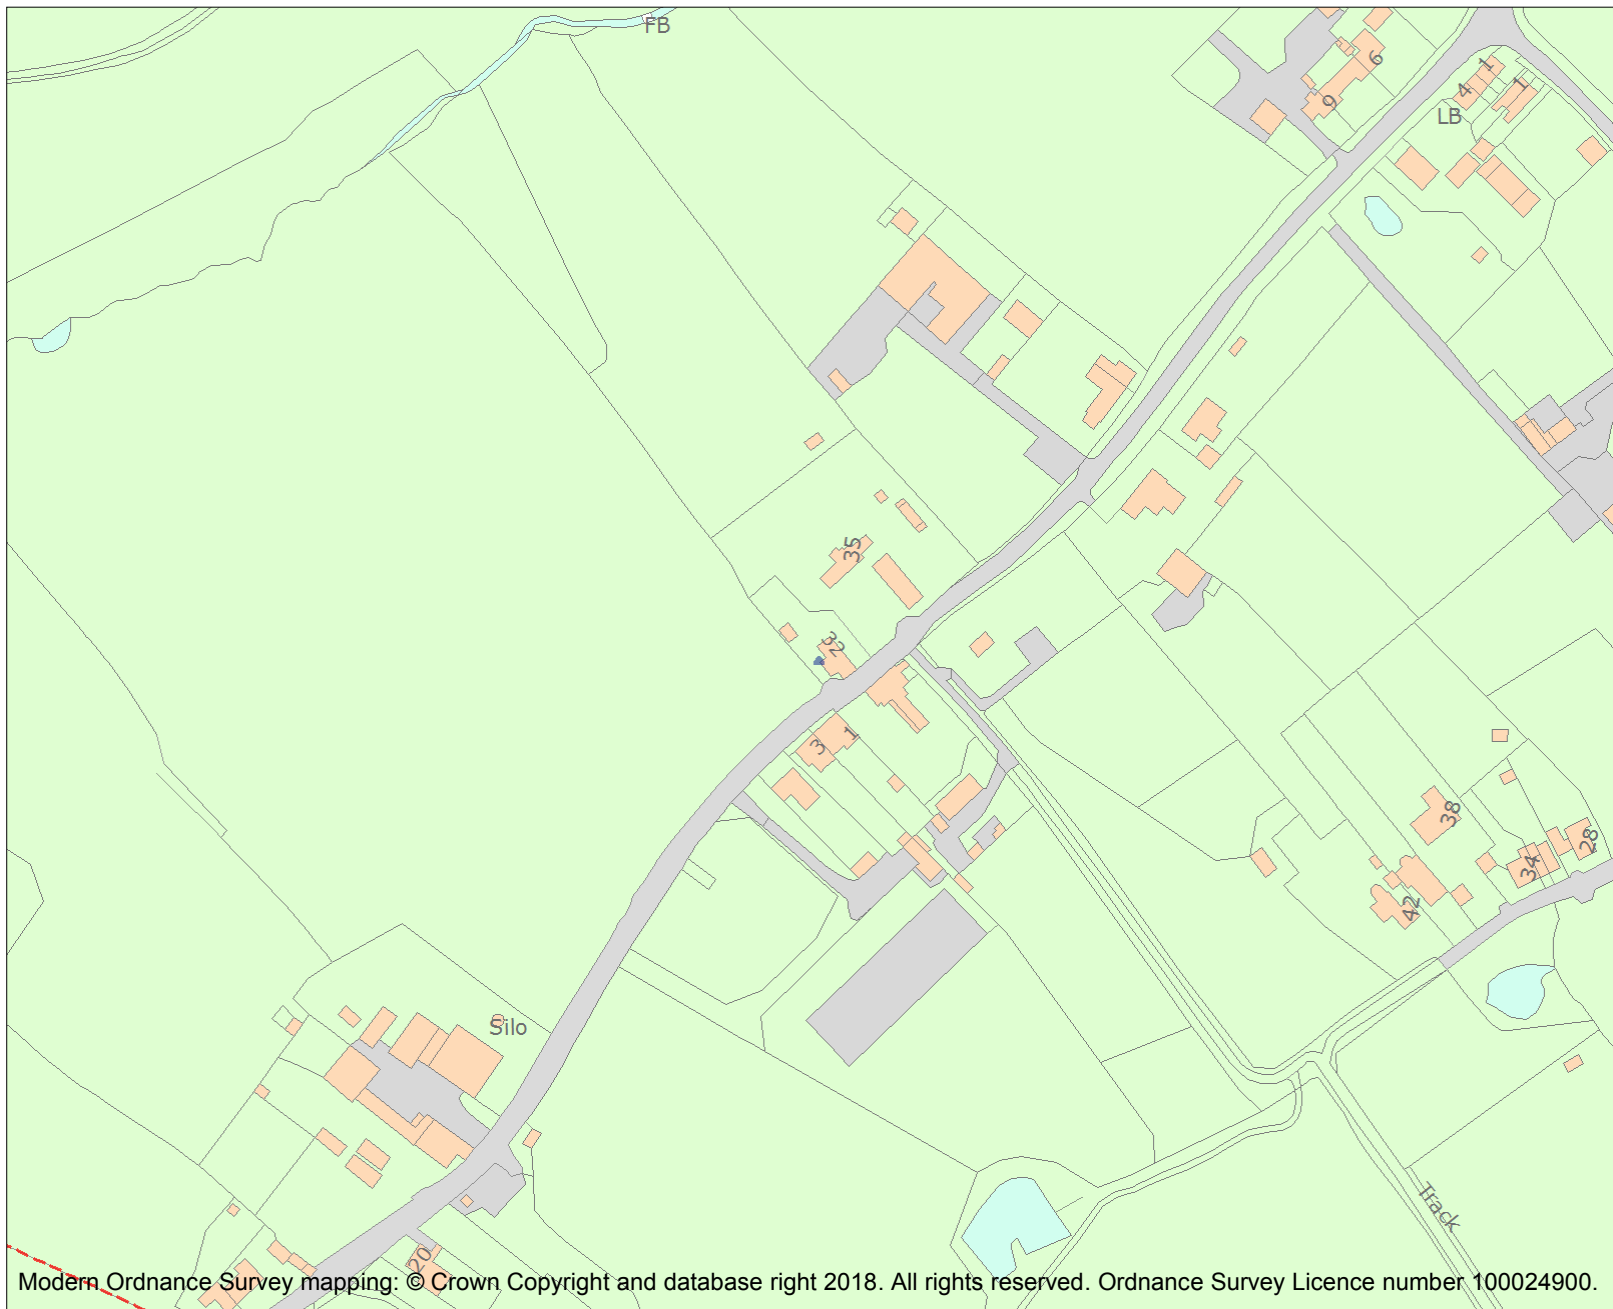 FB
6
9
1
4
1
LB
35
32
3
1
38
34
28
42
Silo
Track
20
Modern Ordnance Survey mapping: © Crown Copyright and database right 2018. All rights reserved. Ordnance Survey Licence number 100024900.